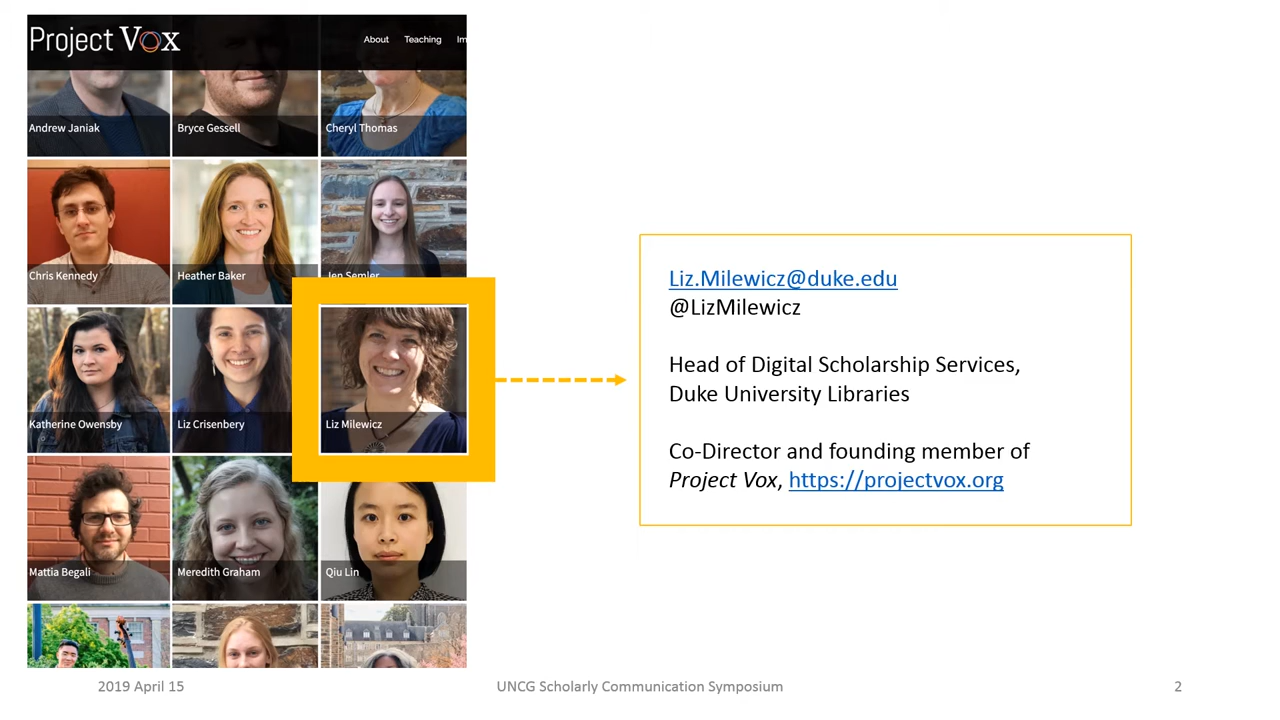 Project Vox
About Teaching Im
Andrew Janiak
Bryce Gessell
Cheryl Thomas
Chris Kennedy
Heather Baker
Jen Semler
Katherine Owensby
Liz Crisenbery
Liz Milewicz
Mattia Begali
Meredith Graham
Qiu Lin
Liz.Milewicz@duke.edu
@LizMilewicz
Head of Digital Scholarship Services,
Duke University Libraries
Co-Director and founding member of
Project Vox, https://projectvox.org
2019 April 15
UNCG Scholarly Communication Symposium
2